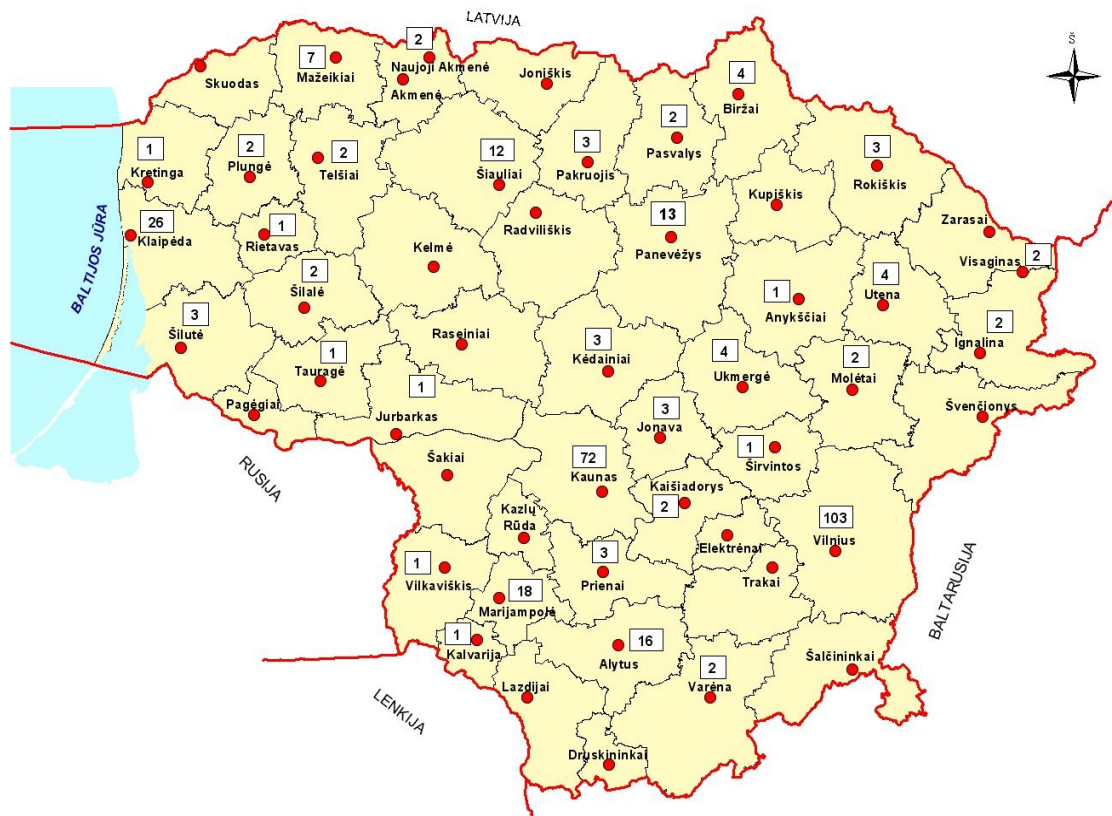 LATVIJA
Š
Skuodas
7
Mažeikiai
2
Naujoji Akmenė
Akmenė
Joniškis
4
Biržai
1
Kretinga
2
Plungė
2
Telšiai
12
Šiauliai
3
Pakruojis
2
Pasvalys
3
Rokiškis
Kupiškis
BALTIJOS JŪRA
26
Klaipėda
1
Rietavas
Kelmė
Radviliškis
13
Panevėžys
Zarasai
Visaginas
2
2
Šilalė
1
Anykščiai
4
Utena
3
Šilutė
Raseiniai
3
Kėdainiai
4
Ukmergė
2
Molėtai
2
Ignalina
1
Tauragė
1
Jurbarkas
Pagėgiai
3
Jonava
Švenčionys
RUSIJA
Šakiai
72
Kaunas
1
Širvintos
Kaišiadorys
2
Kazlų
Rūda
Elektrėnai
103
Vilnius
1
Vilkaviškis
3
Prienai
Trakai
BALTARUSIJA
18
Marijampolė
1
Kalvarija
16
Alytus
Lazdijai
2
Varėna
Šalčininkai
LENKIJA
Druskininkai